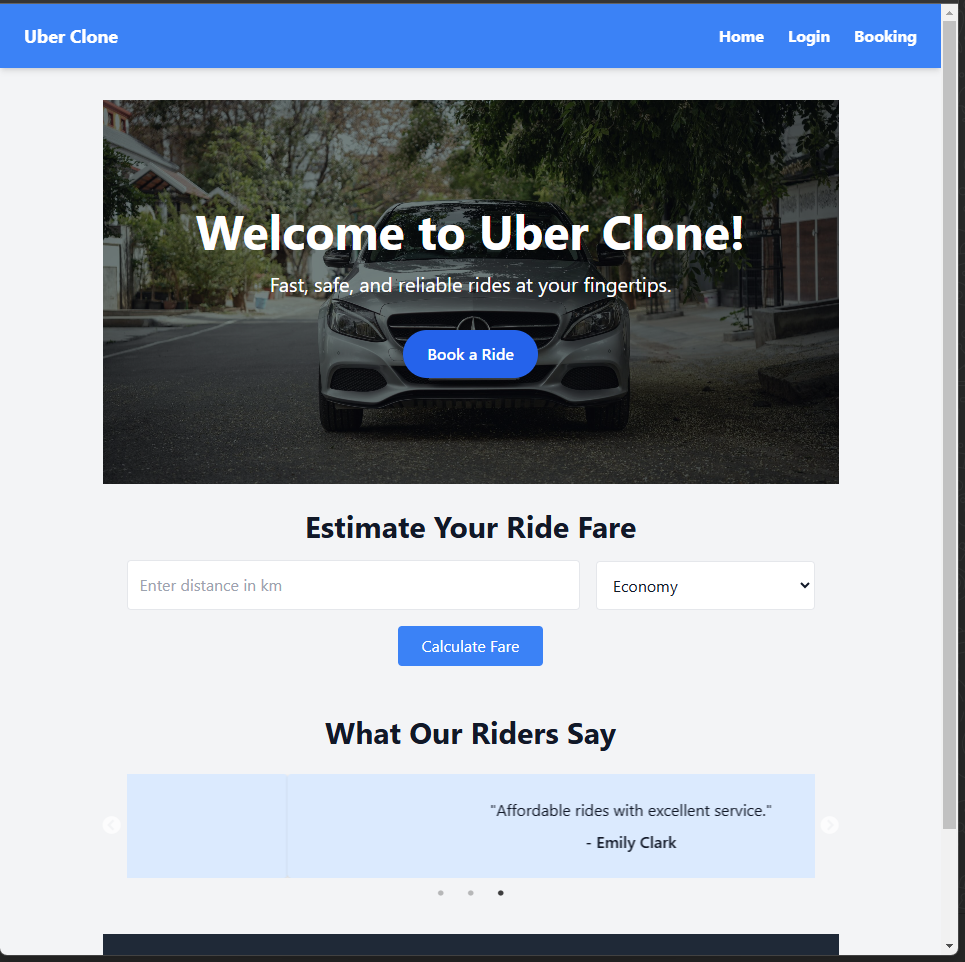 Uber Clone
Home Login Booking
Welcome to Uber Clone!
Fast, safe, and reliable rides at your fingertips.
Book a Ride
Estimate Your Ride Fare
Enter distance in km
Economy
Calculate Fare
What Our Riders Say
"Affordable rides with excellent service."
- Emily Clark